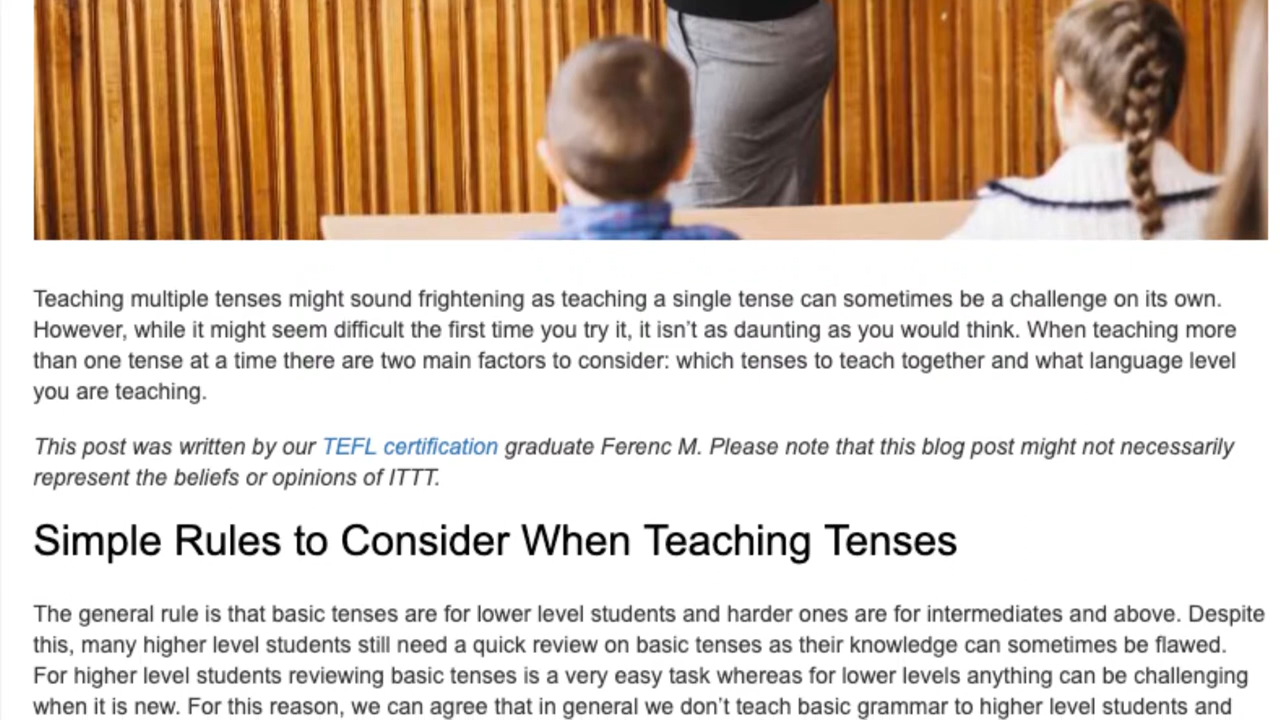 Teaching multiple tenses might sound frightening as teaching a single tense can sometimes be a challenge on its own.
However, while it might seem difficult the first time you try it, it isn’t as daunting as you would think. When teaching more
than one tense at a time there are two main factors to consider: which tenses to teach together and what language level
you are teaching.
This post was written by our TEFL certification graduate Ferenc M. Please note that this blog post might not necessarily
represent the beliefs or opinions of ITTT.
Simple Rules to Consider When Teaching Tenses
The general rule is that basic tenses are for lower level students and harder ones are for intermediates and above. Despite
this, many higher level students still need a quick review on basic tenses as their knowledge can sometimes be flawed.
For higher level students reviewing basic tenses is a very easy task whereas for lower levels anything can be challenging
when it is new. For this reason, we can agree that in general we don’t teach basic grammar to higher level students and